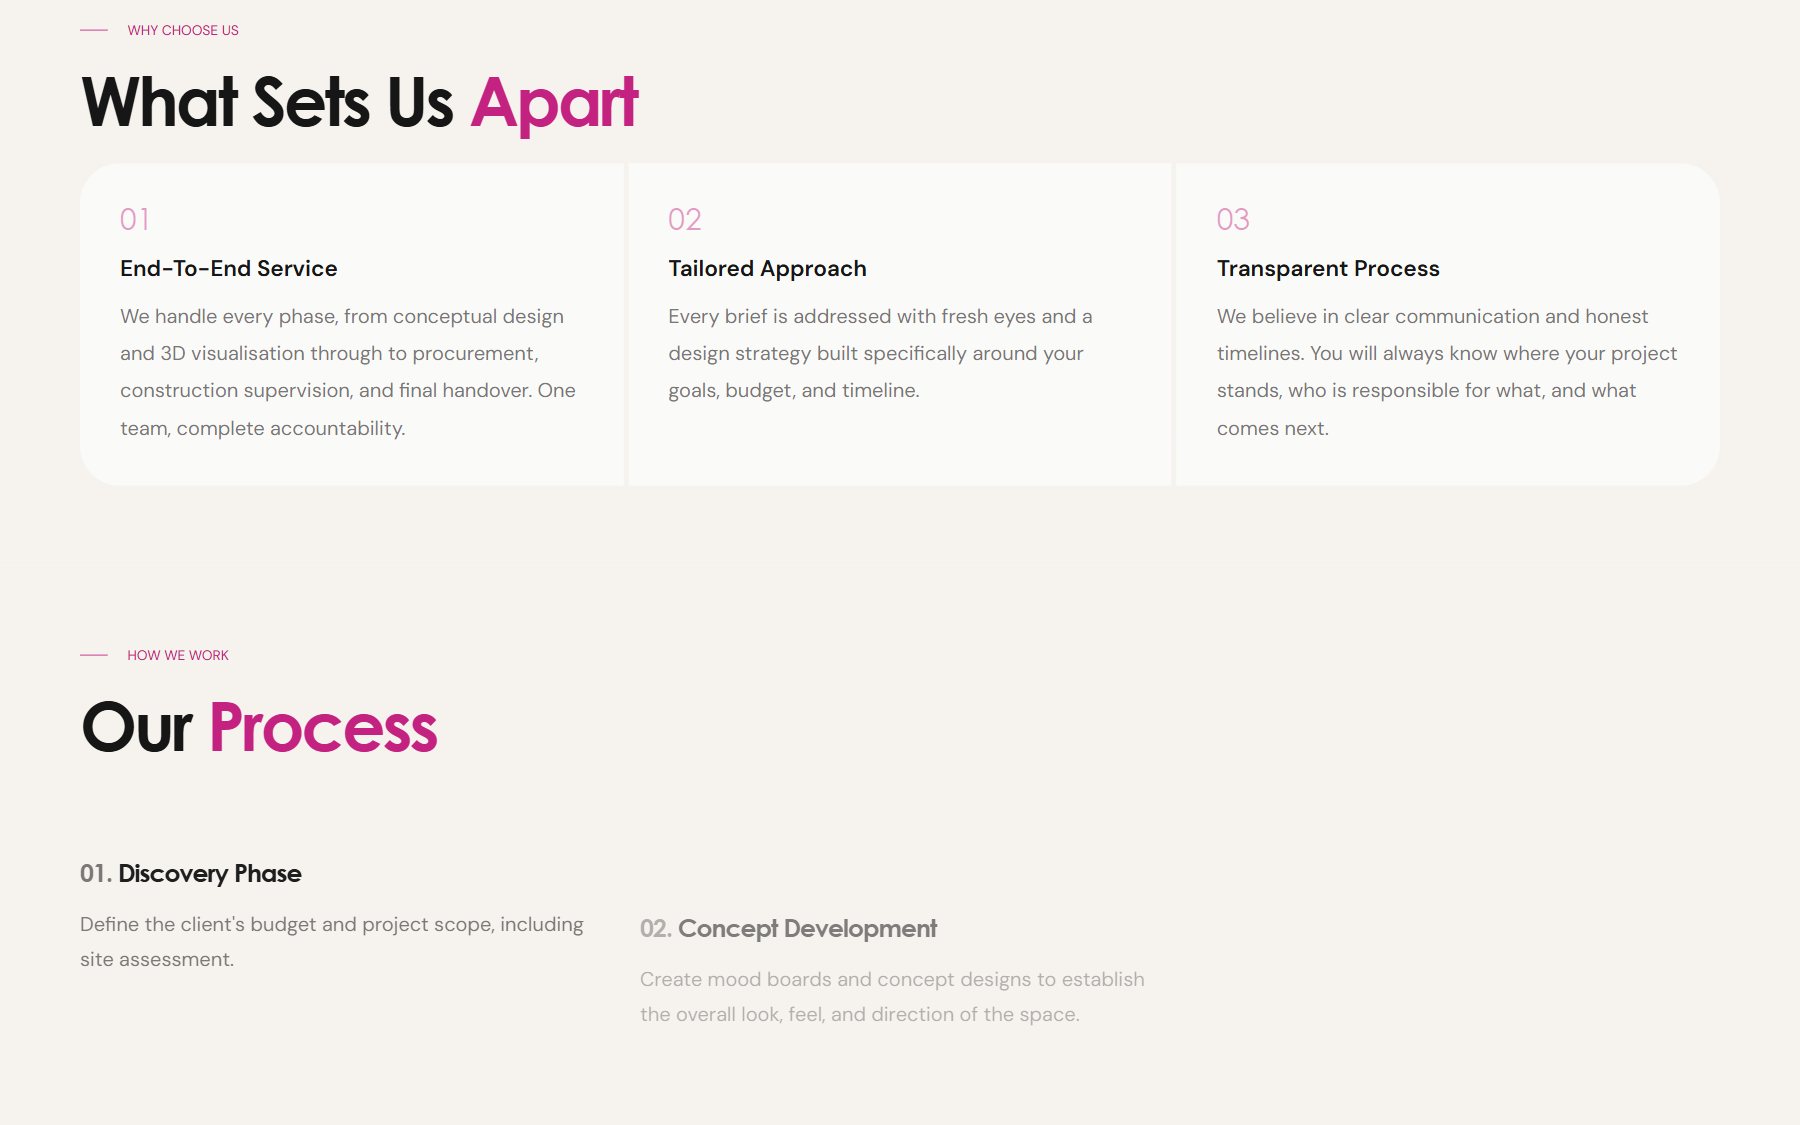 WHY CHOOSE US
What Sets Us Apart
01
End-To-End Service
We handle every phase, from conceptual design
and 3D visualisation through to procurement,
construction supervision, and final handover. One
team, complete accountability.
02
Tailored Approach
Every brief is addressed with fresh eyes and a
design strategy built specifically around your
goals, budget, and timeline.
03
Transparent Process
We believe in clear communication and honest
timelines. You will always know where your project
stands, who is responsible for what, and what
comes next.
HOW WE WORK
Our Process
01. Discovery Phase
Define the client's budget and project scope, including
site assessment.
02. Concept Development
Create mood boards and concept designs to establish
the overall look, feel, and direction of the space.